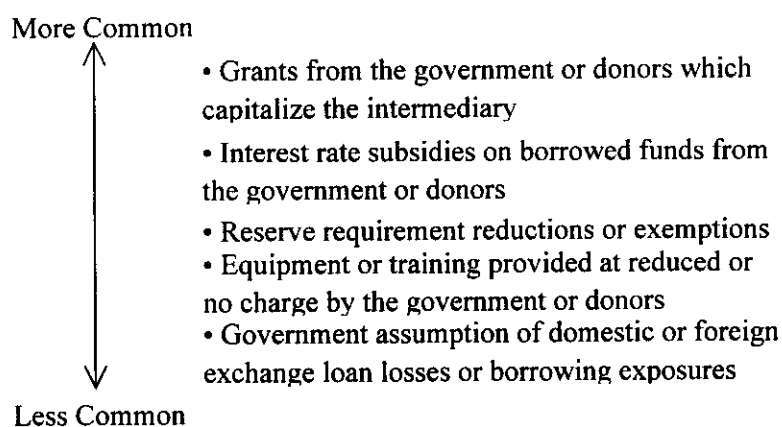 More Common
• Grants from the government or donors which
capitalize the intermediary
• Interest rate subsidies on borrowed funds from
the government or donors
• Reserve requirement reductions or exemptions
• Equipment or training provided at reduced or
no charge by the government or donors
• Government assumption of domestic or foreign
exchange loan losses or borrowing exposures
Less Common